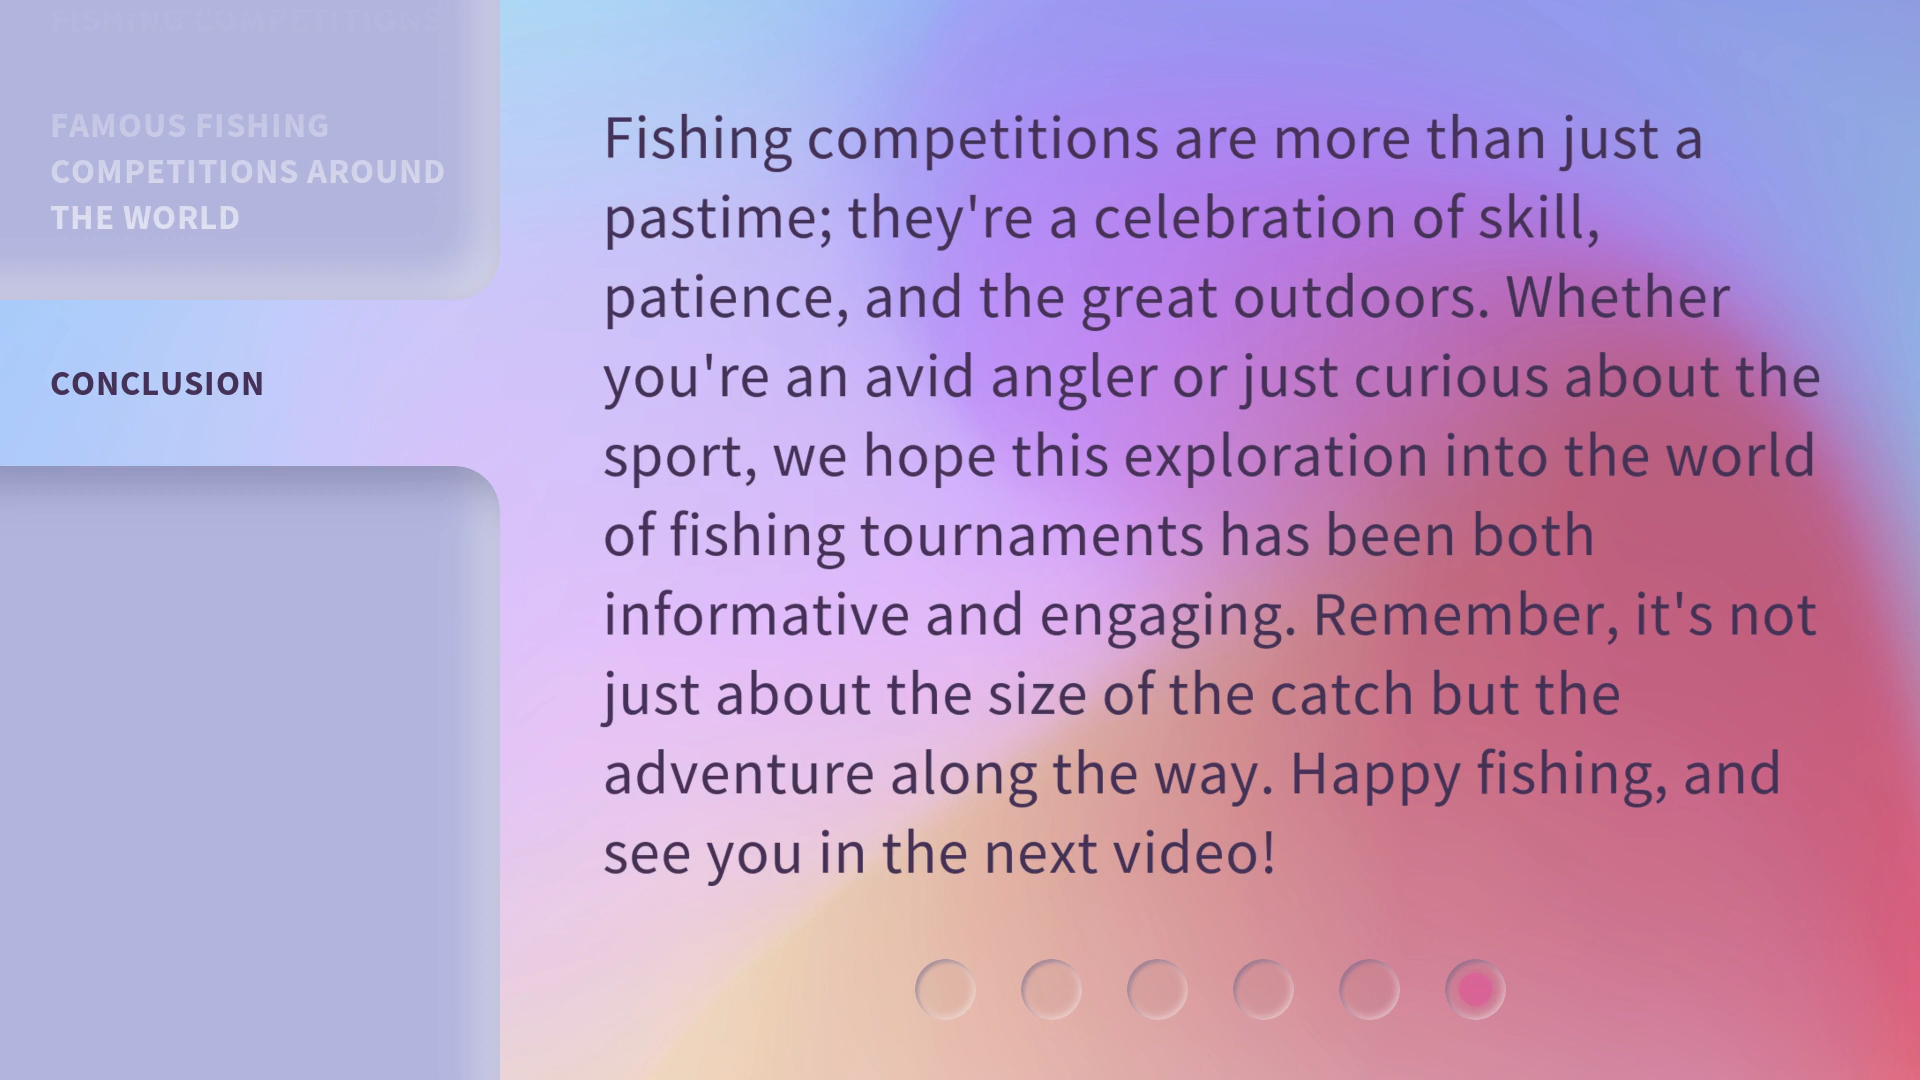 FISHING COMPETITIONS
FAMOUS FISHING
COMPETITIONS AROUND
THE WORLD
CONCLUSION
Fishing competitions are more than just a
pastime; they're a celebration of skill,
patience, and the great outdoors. Whether
you're an avid angler or just curious about the
sport, we hope this exploration into the world
of fishing tournaments has been both
informative and engaging. Remember, it's not
just about the size of the catch but the
adventure along the way. Happy fishing, and
see you in the next video!